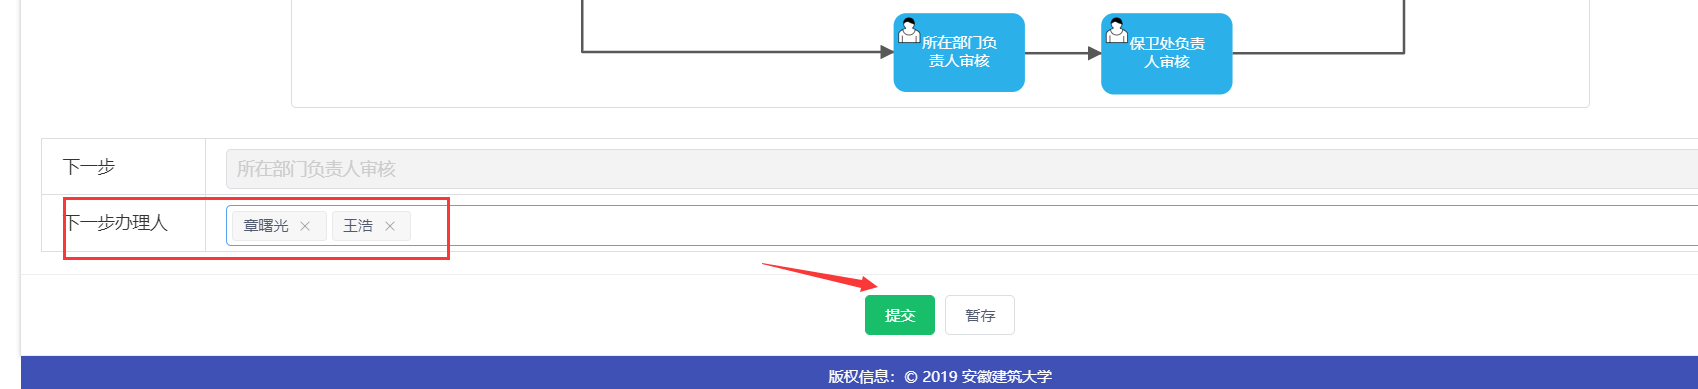 所在部门负
责人审核
保卫处负责
人审核
下一步
所在部门负责人审核
下一步办理人
章曙光 ×
王浩 ×
提交
暂存
版权信息：© 2019 安徽建筑大学